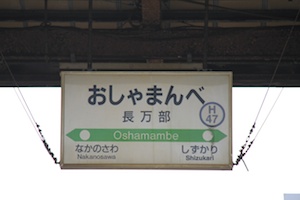 おしゃまんべ
長万部
H
47
Oshamambe
なかのさわ しずかり
Nakanosawa Shizukari